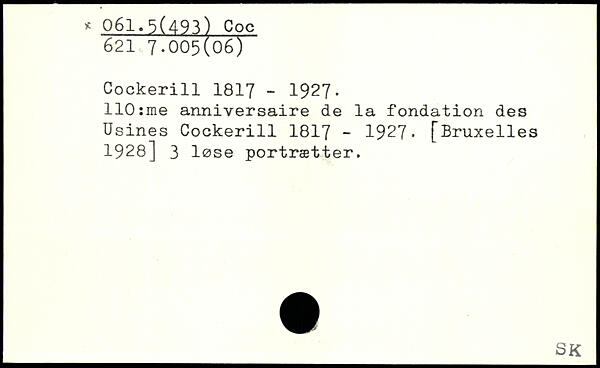 * 061.5(493) Coc
621 7.005(06)
Cockerill 1817 - 1927.
110:me anniversaire de la fondation des
Usines Cockerill 1817 - 1927. [Bruxelles
1928] 3 løse portrætter.
SK